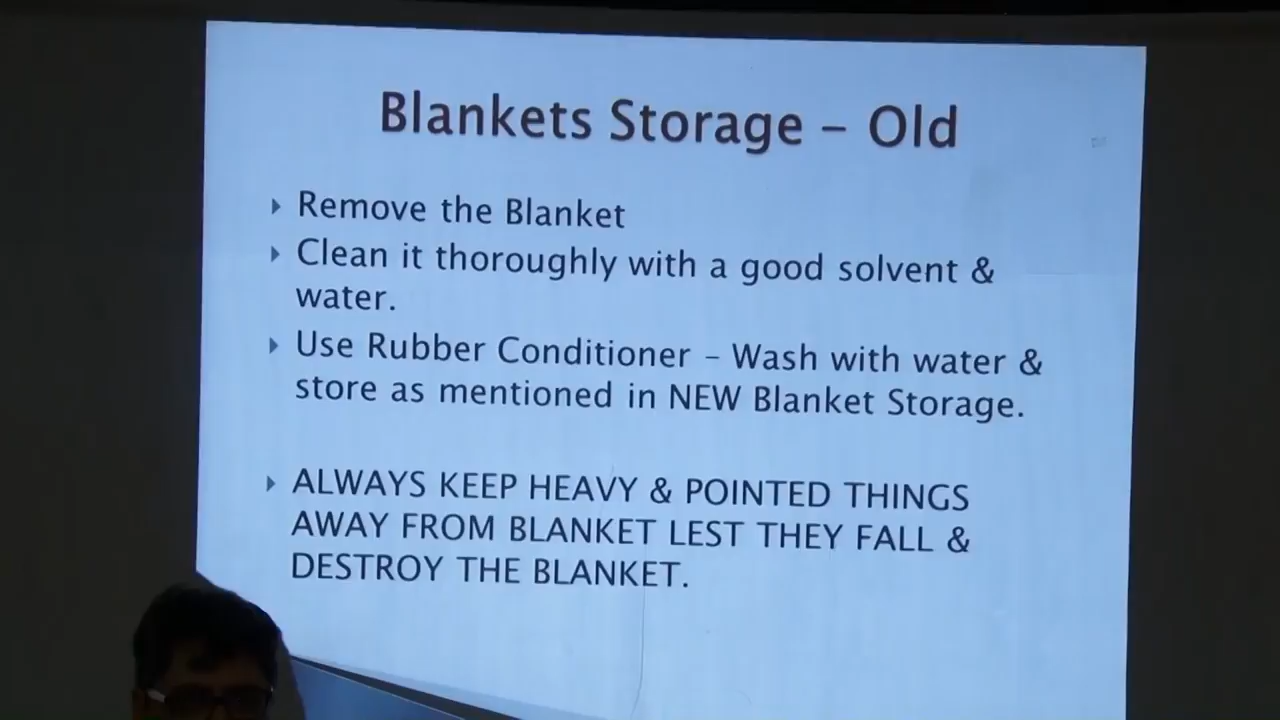 Blankets Storage – Old
Remove the Blanket
Clean it thoroughly with a good solvent &
water.
Use Rubber Conditioner – Wash with water &
store as mentioned in NEW Blanket Storage.
ALWAYS KEEP HEAVY & POINTED THINGS
AWAY FROM BLANKET LEST THEY FALL &
DESTROY THE BLANKET.